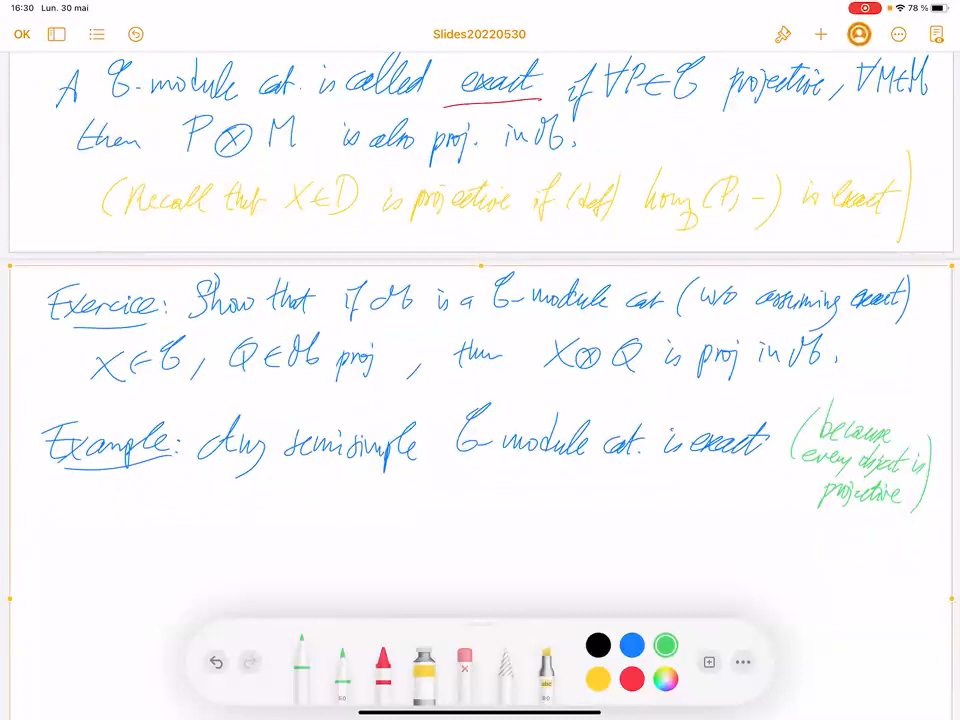 16:30 Lun. 30 mai
78 %
OK
Slides20220530
A 𝒞-module cat. is called exact if ∀P∈𝒞 projective, ∀M∈ℳ
then P⊗M is also proj. in ℳ.
(Recall that X∈D is projective if (def) hom_D(P,-) is exact)
Exercice: Show that if ℳ is a 𝒞-module cat (w/o assuming exact)
X∈𝒞, Q∈ℳ proj, then X⊗Q is proj in ℳ.
Example: Any semisimple 𝒞-module cat. is exact
(because
every object is
projective)